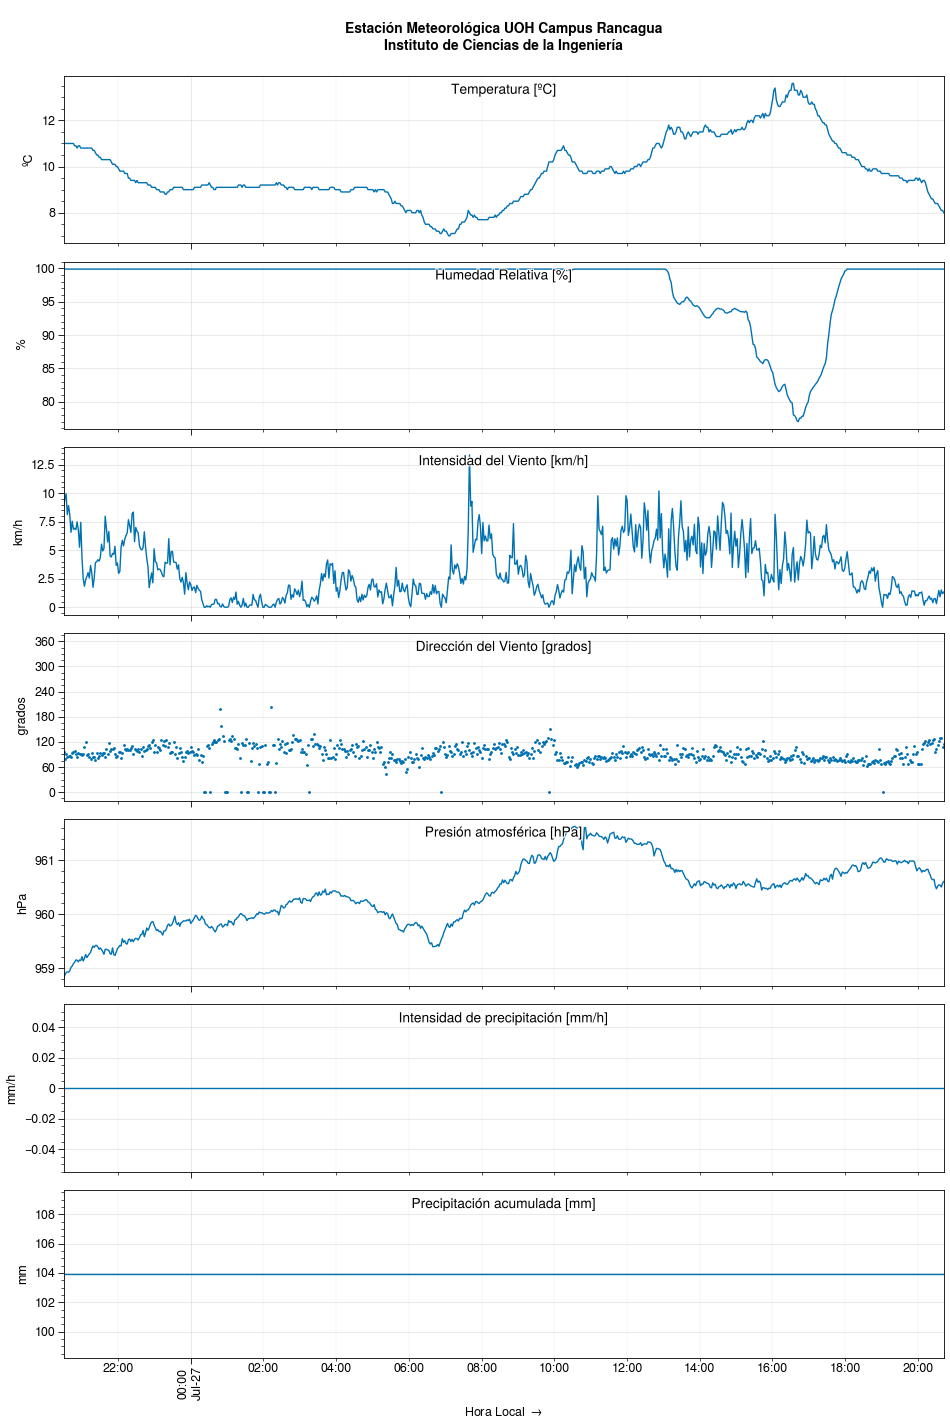 Estación Meteorológica UOH Campus Rancagua
Instituto de Ciencias de la Ingeniería
Temperatura [ºC]
12
10
8
ºC
Humedad Relativa [%]
100
95
90
85
80
%
Intensidad del Viento [km/h]
12.5
10
7.5
5
2.5
0
km/h
Dirección del Viento [grados]
360
300
240
180
120
60
0
grados
Presión atmosférica [hPa]
961
960
959
hPa
Intensidad de precipitación [mm/h]
0.04
0.02
0
−0.02
−0.04
mm/h
Precipitación acumulada [mm]
108
106
104
102
100
mm
22:00
00:00
Jul-27
02:00
04:00
06:00
08:00
10:00
12:00
14:00
16:00
18:00
20:00
Hora Local →